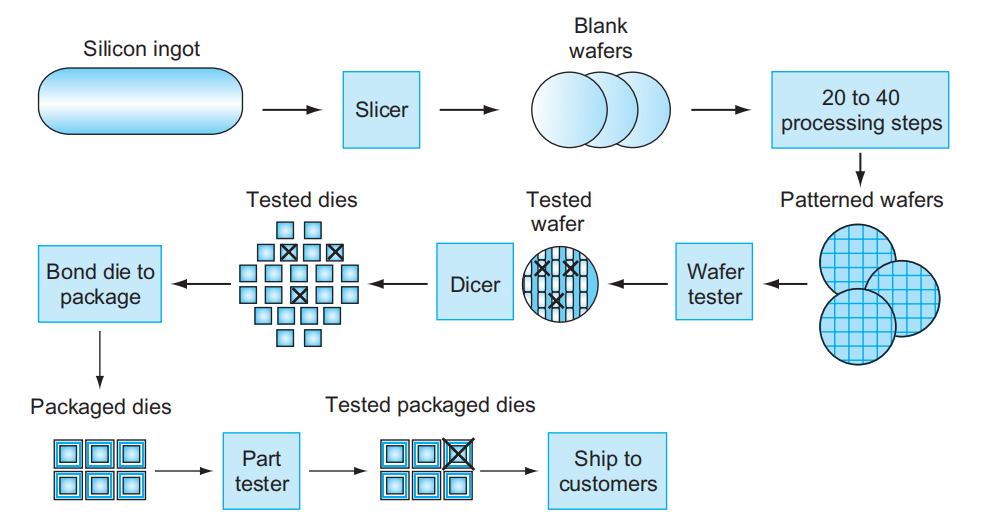 Silicon ingot
Slicer
Blank
wafers
20 to 40
processing steps
Patterned wafers
Wafer
tester
Tested
wafer
Dicer
Tested dies
Bond die to
package
Packaged dies
Part
tester
Tested packaged dies
Ship to
customers